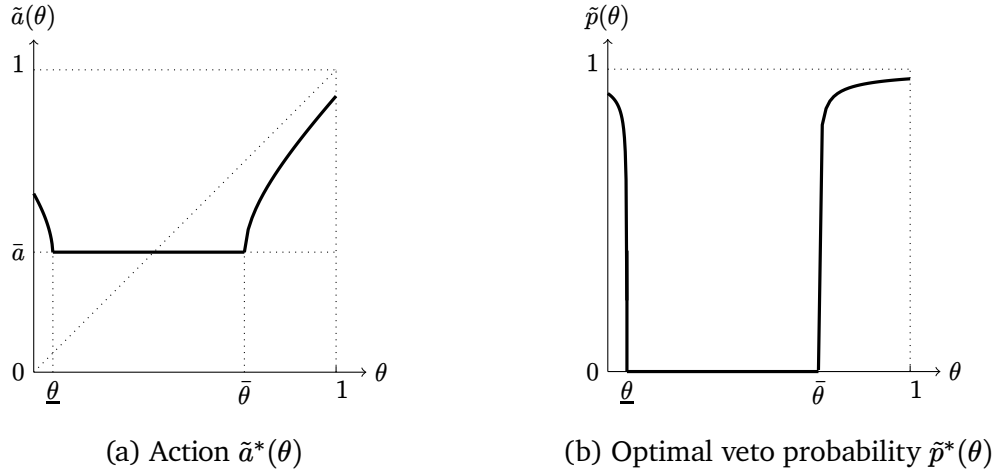 ã(θ)
1
ā
0
θ̲
θ̄
1
θ
(a) Action ã*(θ)
p̃(θ)
1
0
θ̲
θ̄
1
θ
(b) Optimal veto probability p̃*(θ)